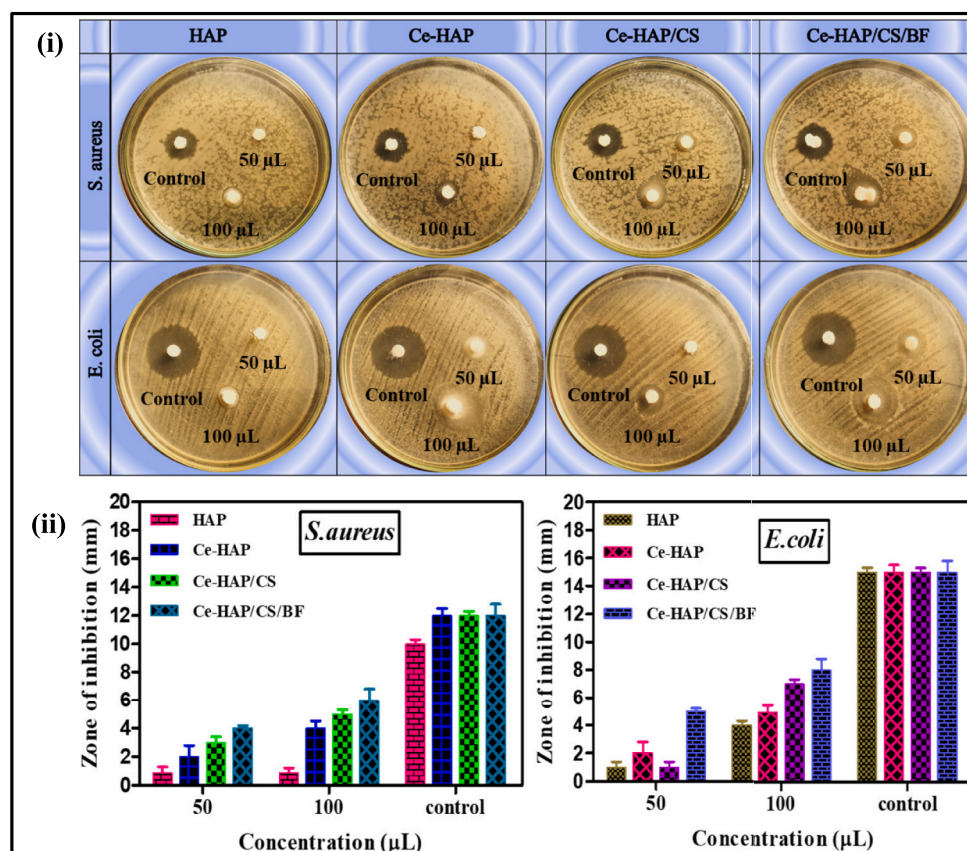 (i)
HAP
Ce-HAP
Ce-HAP/CS
Ce-HAP/CS/BF
S. aureus
Control
50 µL
100 µL
Control
50 µL
100 µL
Control
50 µL
100 µL
Control
50 µL
100 µL
E. coli
Control
50 µL
100 µL
Control
50 µL
100 µL
Control
50 µL
100 µL
Control
50 µL
100 µL
(ii)
Zone of inhibition (mm)
20
18
16
14
12
10
8
6
4
2
0
HAP
Ce-HAP
Ce-HAP/CS
Ce-HAP/CS/BF
S.aureus
50
100
control
Concentration (µL)
Zone of inhibition (mm)
20
18
16
14
12
10
8
6
4
2
0
HAP
Ce-HAP
Ce-HAP/CS
Ce-HAP/CS/BF
E.coli
50
100
control
Concentration (µL)